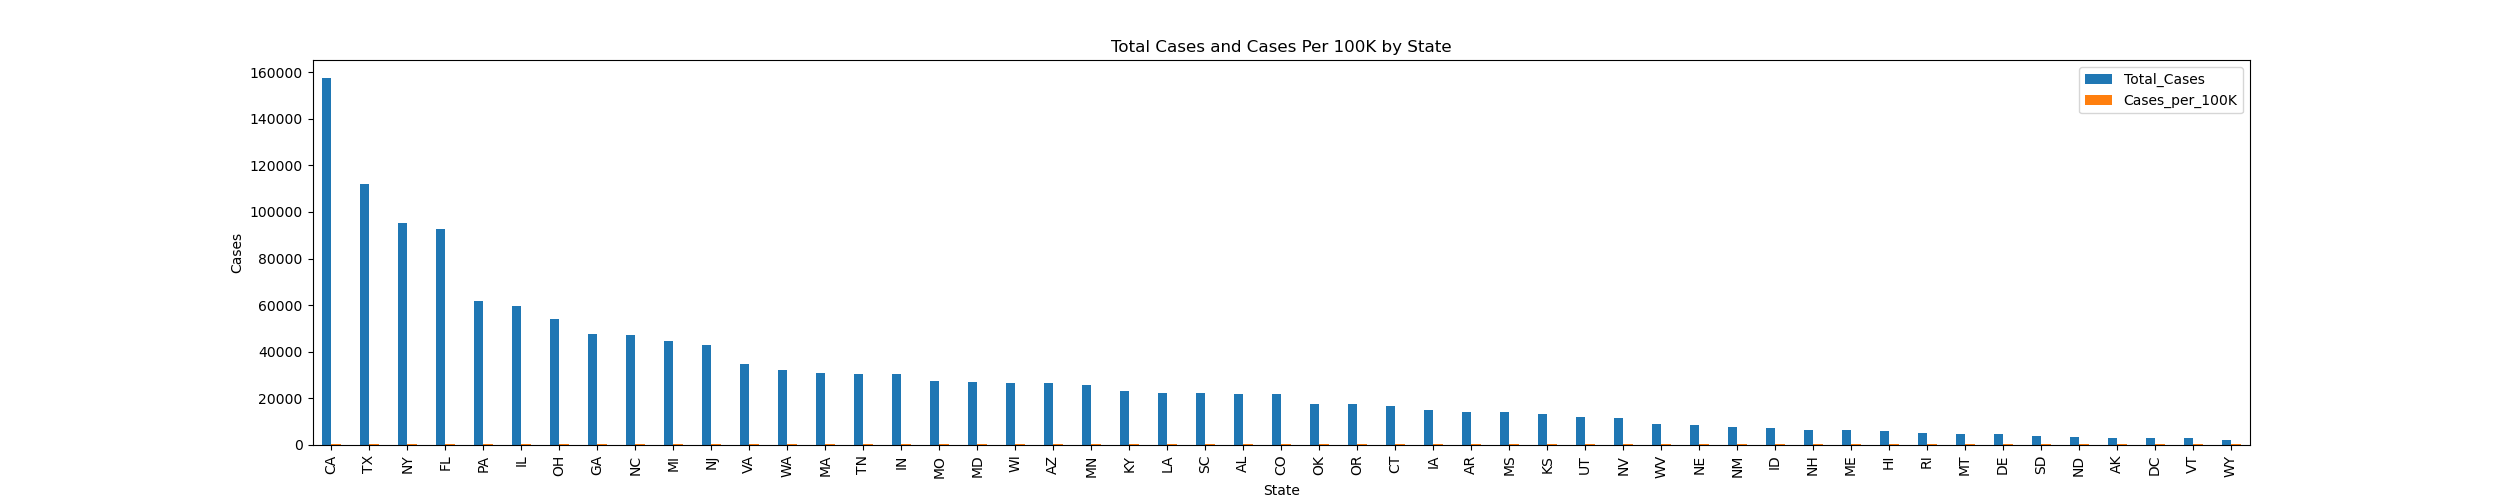 Total Cases and Cases Per 100K by State
160000
140000
120000
100000
80000
60000
40000
20000
0
Cases
Total_Cases
Cases_per_100K
CA TX NY FL PA IL OH GA NC MI NJ VA WA MA TN IN MO MD WI AZ MN KY LA SC AL CO OK OR CT IA AR MS KS UT NV WV NE NM ID NH ME HI RI MT DE SD ND AK DC VT WY
State